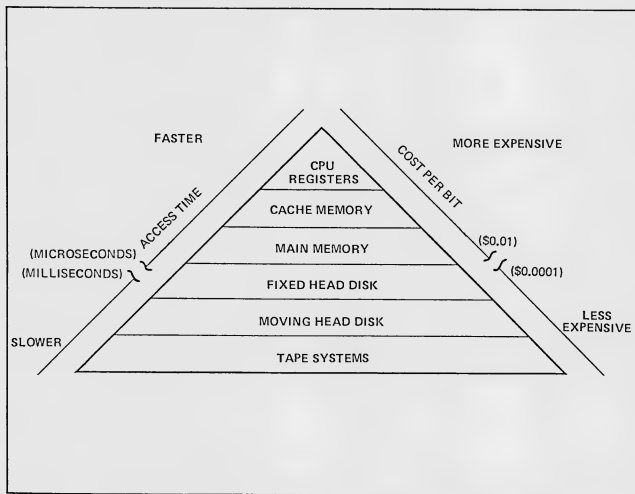 FASTER
MORE EXPENSIVE
ACCESS TIME
COST PER BIT
CPU
REGISTERS
CACHE MEMORY
MAIN MEMORY
(MICROSECONDS)
(MILLISECONDS)
($0.01)
($0.0001)
FIXED HEAD DISK
MOVING HEAD DISK
TAPE SYSTEMS
SLOWER
LESS
EXPENSIVE